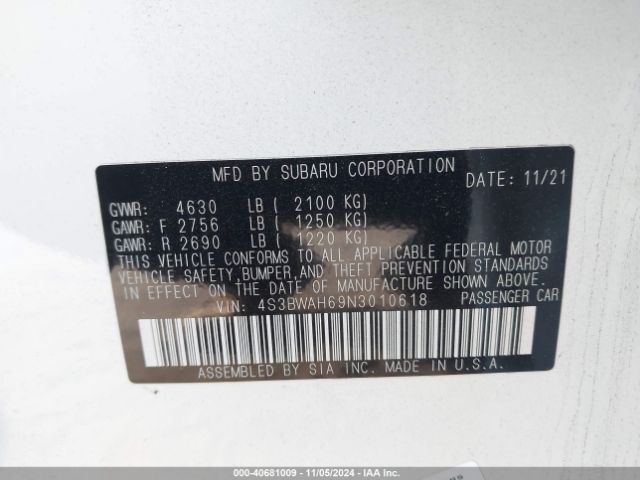 MFD BY SUBARU CORPORATION
DATE: 11/21
GVWR: 4630 LB ( 2100 KG)
GAWR: F 2756 LB ( 1250 KG)
GAWR: R 2690 LB ( 1220 KG)
THIS VEHICLE CONFORMS TO ALL APPLICABLE FEDERAL MOTOR
VEHICLE SAFETY, BUMPER, AND THEFT PREVENTION STANDARDS
IN EFFECT ON THE DATE OF MANUFACTURE SHOWN ABOVE.
VIN: 4S3BWAH69N3010618 PASSENGER CAR
ASSEMBLED BY SIA INC. MADE IN U.S.A.
000-40681009 - 11/05/2024 - IAA Inc.